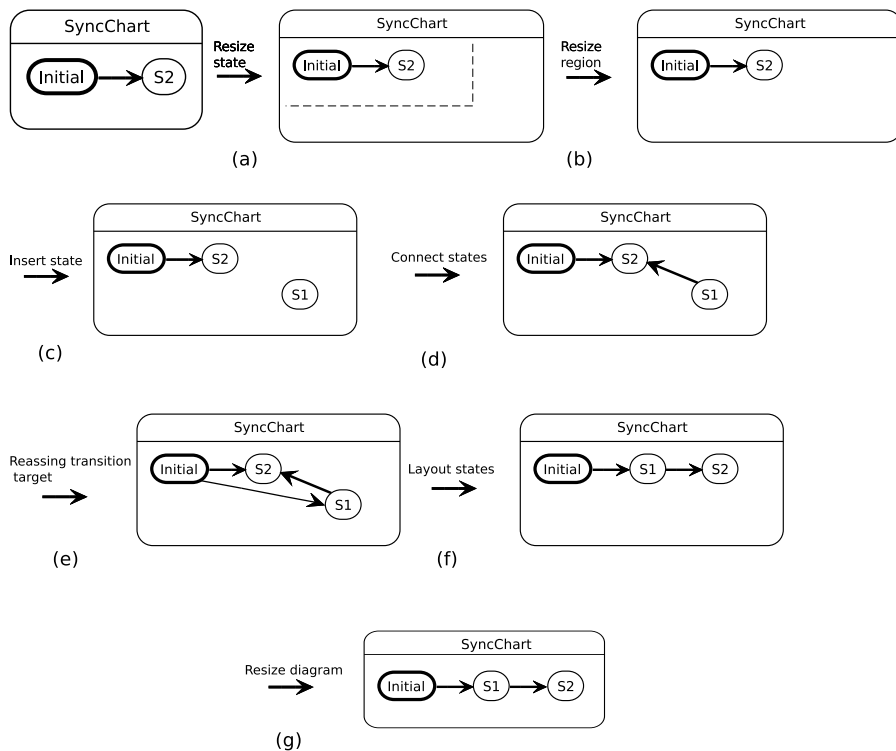 SyncChart
Initial
S2
Resize
state
SyncChart
Initial
S2
(a)
Resize
region
SyncChart
Initial
S2
(b)
Insert state
SyncChart
Initial
S2
S1
(c)
Connect states
SyncChart
Initial
S2
S1
(d)
Reassing transition
target
SyncChart
Initial
S2
S1
(e)
Layout states
SyncChart
Initial
S1
S2
(f)
Resize diagram
SyncChart
Initial
S1
S2
(g)